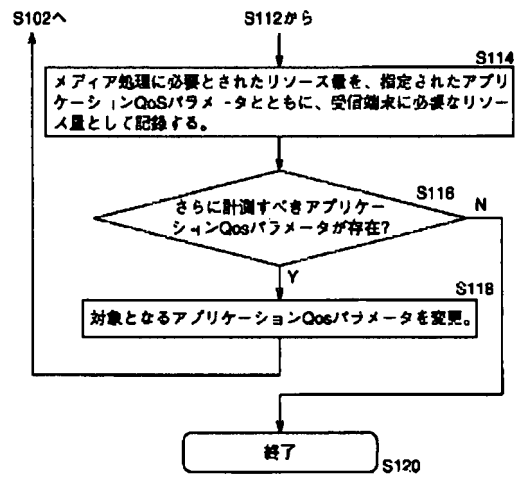 S102へ
S112から
S114
メディア処理に必要とされたリソース量を、指定されたアプリ
ケーションQoSパラメータとともに、受信端末に必要なリソー
ス量として記録する。
S116
さらに計測すべきアプリケー
ションQosパラメータが存在?
N
Y
S118
対象となるアプリケーションQosパラメータを変更。
終了
S120